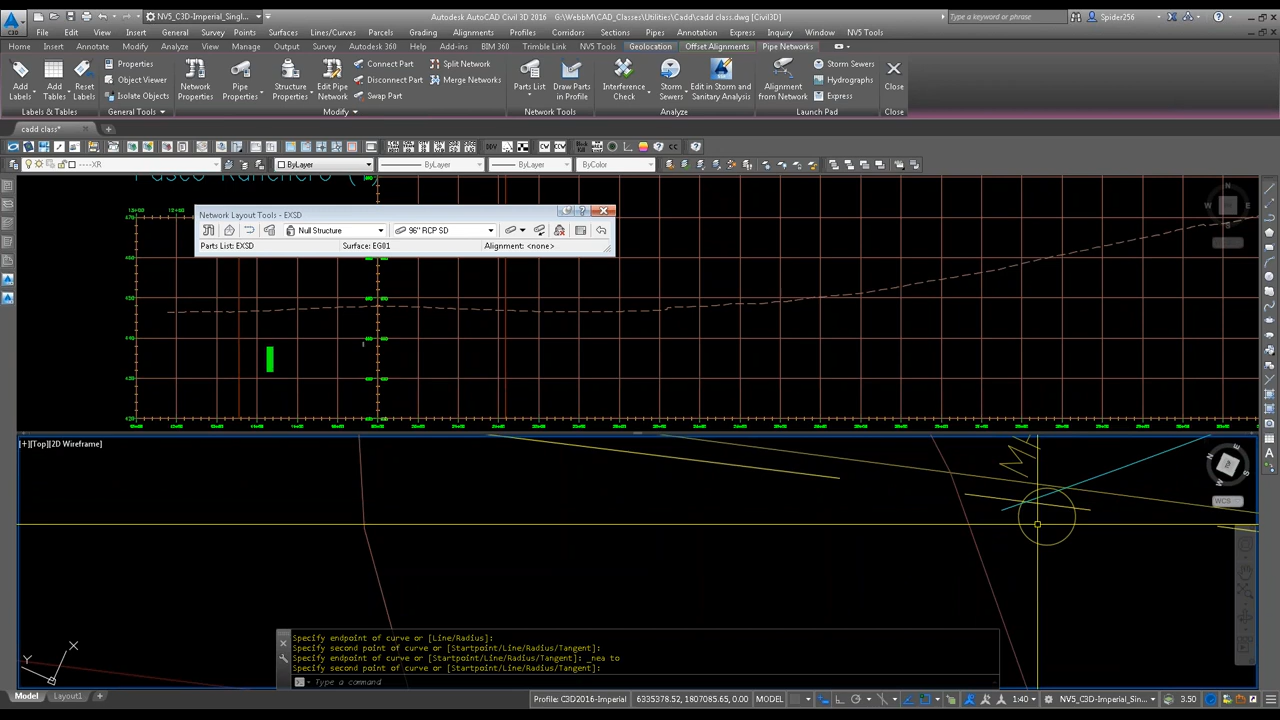 NV5_C3D-Imperial_Singl...
Autodesk AutoCAD Civil 3D 2016 - G:\WebbM\CAD_Classes\Utilities\Cadd\cadd class.dwg [Civil3D]
Type a keyword or phrase
Spider256
File Edit View Insert General Survey Points Surfaces Lines/Curves Parcels Grading Alignments Profiles Corridors Sections Pipes Annotation Express Inquiry Window NV5 Tools
Home Insert Annotate Modify Analyze View Manage Output Survey Autodesk 360 Help Add-ins BIM 360 Trimble Link NV5 Tools Geolocation Offset Alignments Pipe Networks
Add Labels
Add Tables
Reset Labels
Properties
Object Viewer
Isolate Objects
Network Properties
Pipe Properties
Structure Properties
Edit Pipe Network
Connect Part
Disconnect Part
Swap Part
Split Network
Merge Networks
Parts List
Draw Parts in Profile
Interference Check
Storm Sewers
Edit in Storm and Sanitary Analysis
Alignment from Network
Storm Sewers
Hydrographs
Express
Close
Labels & Tables
General Tools
Modify
Network Tools
Analyze
Launch Pad
Close
cadd class*
----XR
ByLayer
ByLayer
ByLayer
ByColor
Network Layout Tools - EXSD
Null Structure
96" RCP SD
Parts List: EXSD
Surface: EG01
Alignment: <none>
[+][Top][2D Wireframe]
M
N
E
S
W
TOP
WCS
Y
X
Specify endpoint of curve or [Line/Radius]:
Specify second point of curve or [Startpoint/Line/Radius/Tangent]:
Specify endpoint of curve or [Startpoint/Line/Radius/Tangent]: _nea to
Specify second point of curve or [Startpoint/Line/Radius/Tangent]:
Type a command
Model
Layout1
Profile: C3D2016-Imperial
6335378.52, 1807085.65, 0.00
MODEL
1:40
NV5_C3D-Imperial_Sin...
3.50